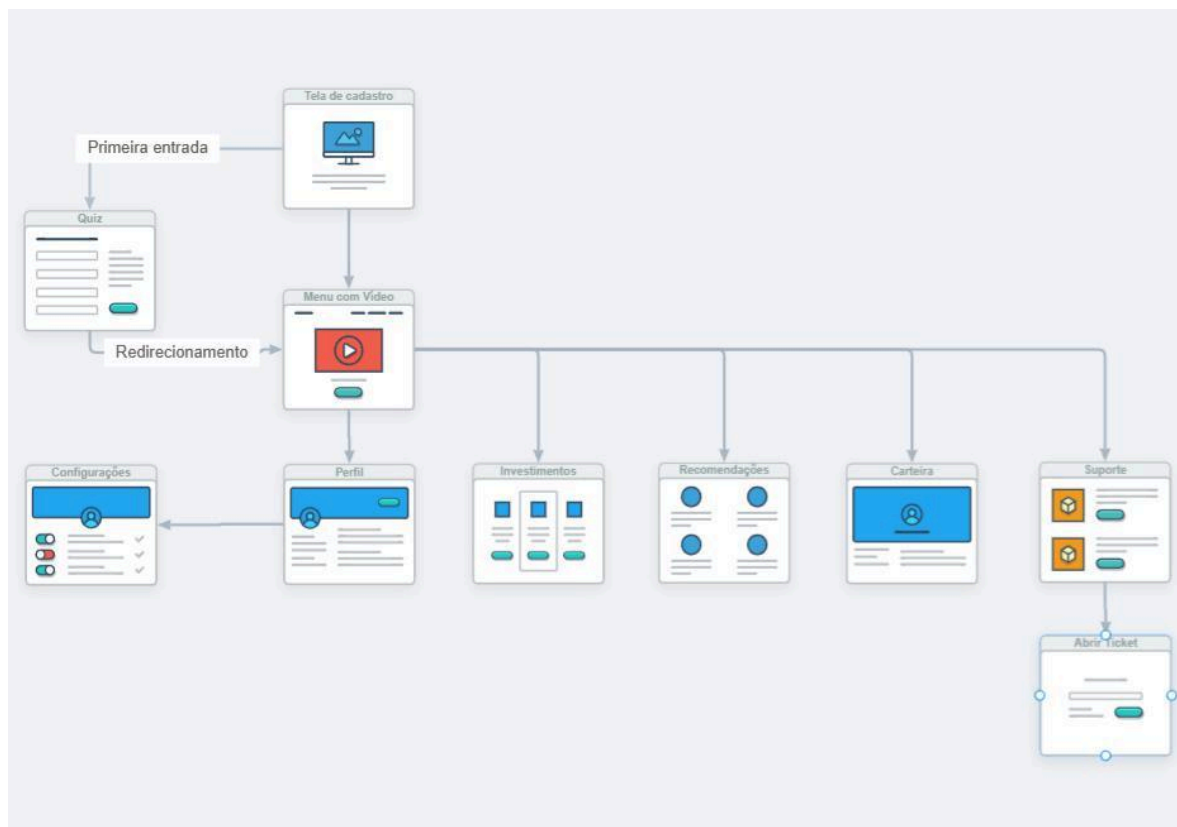 Tela de cadastro
Primeira entrada
Quiz
Menu com Vídeo
Redirecionamento
Configurações
Perfil
Investimentos
Recomendações
Carteira
Suporte
Abrir Ticket